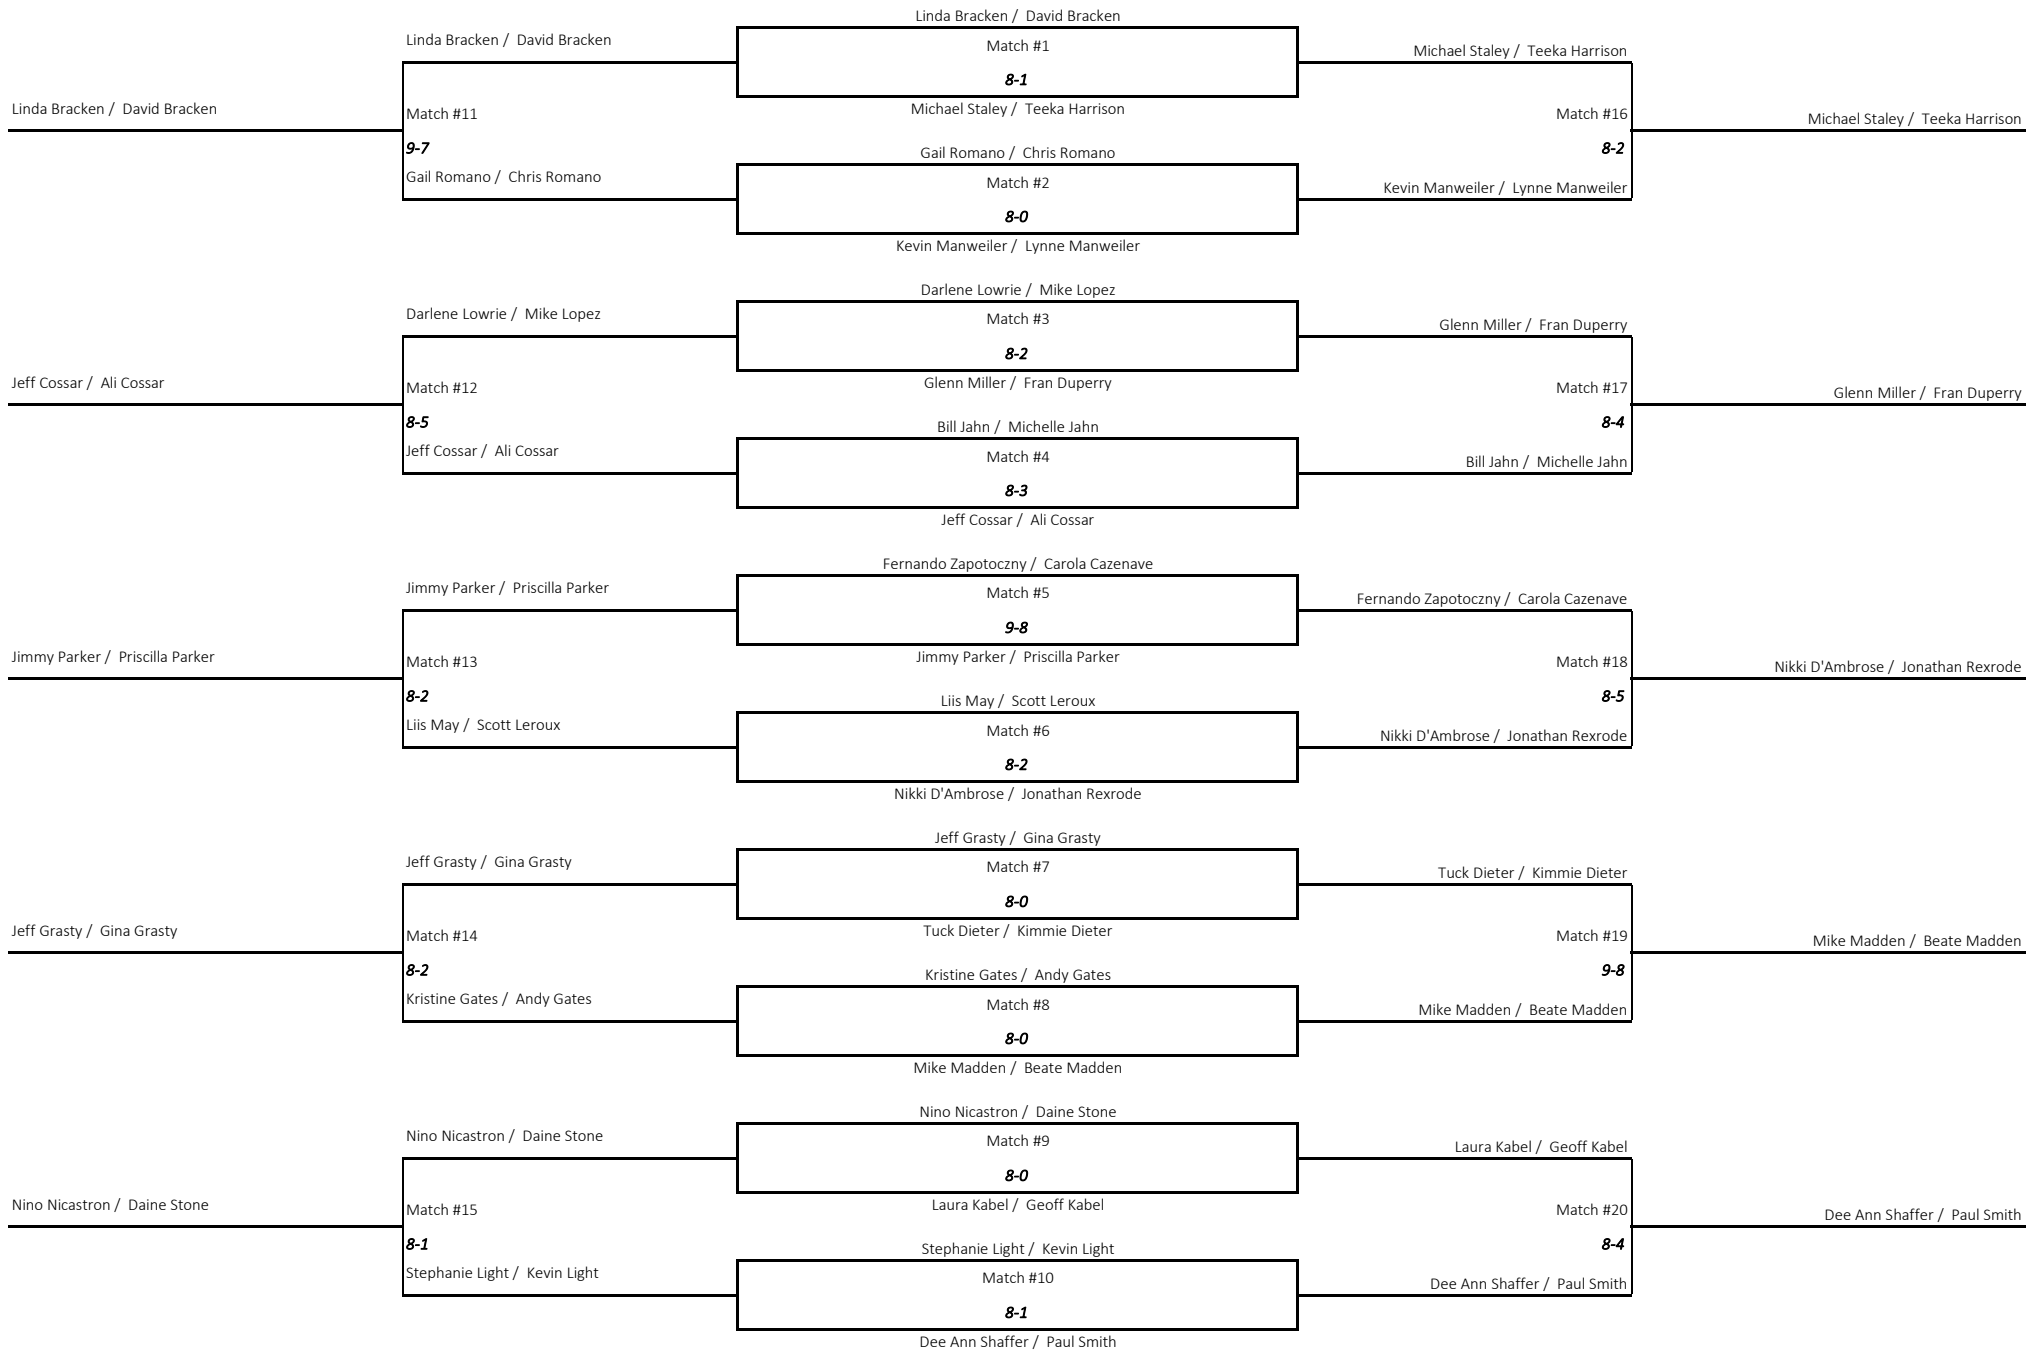 Linda Bracken / David Bracken
Linda Bracken / David Bracken
Match #1
Michael Staley / Teeka Harrison
8-1
Linda Bracken / David Bracken
Match #11
Michael Staley / Teeka Harrison
Match #16
Michael Staley / Teeka Harrison
9-7
Gail Romano / Chris Romano
8-2
Gail Romano / Chris Romano
Match #2
Kevin Manweiler / Lynne Manweiler
8-0
Kevin Manweiler / Lynne Manweiler
Darlene Lowrie / Mike Lopez
Darlene Lowrie / Mike Lopez
Match #3
Glenn Miller / Fran Duperry
8-2
Jeff Cossar / Ali Cossar
Match #12
Glenn Miller / Fran Duperry
Match #17
Glenn Miller / Fran Duperry
8-5
Bill Jahn / Michelle Jahn
8-4
Jeff Cossar / Ali Cossar
Match #4
Bill Jahn / Michelle Jahn
8-3
Jeff Cossar / Ali Cossar
Fernando Zapotoczny / Carola Cazenave
Jimmy Parker / Priscilla Parker
Match #5
Fernando Zapotoczny / Carola Cazenave
9-8
Jimmy Parker / Priscilla Parker
Match #13
Jimmy Parker / Priscilla Parker
Match #18
Nikki D'Ambrose / Jonathan Rexrode
8-2
Liis May / Scott Leroux
8-5
Liis May / Scott Leroux
Match #6
Nikki D'Ambrose / Jonathan Rexrode
8-2
Nikki D'Ambrose / Jonathan Rexrode
Jeff Grasty / Gina Grasty
Jeff Grasty / Gina Grasty
Match #7
Tuck Dieter / Kimmie Dieter
8-0
Jeff Grasty / Gina Grasty
Match #14
Tuck Dieter / Kimmie Dieter
Match #19
Mike Madden / Beate Madden
8-2
Kristine Gates / Andy Gates
9-8
Kristine Gates / Andy Gates
Match #8
Mike Madden / Beate Madden
8-0
Mike Madden / Beate Madden
Nino Nicastron / Daine Stone
Nino Nicastron / Daine Stone
Match #9
Laura Kabel / Geoff Kabel
8-0
Nino Nicastron / Daine Stone
Match #15
Laura Kabel / Geoff Kabel
Match #20
Dee Ann Shaffer / Paul Smith
8-1
Stephanie Light / Kevin Light
8-4
Stephanie Light / Kevin Light
Match #10
Dee Ann Shaffer / Paul Smith
8-1
Dee Ann Shaffer / Paul Smith